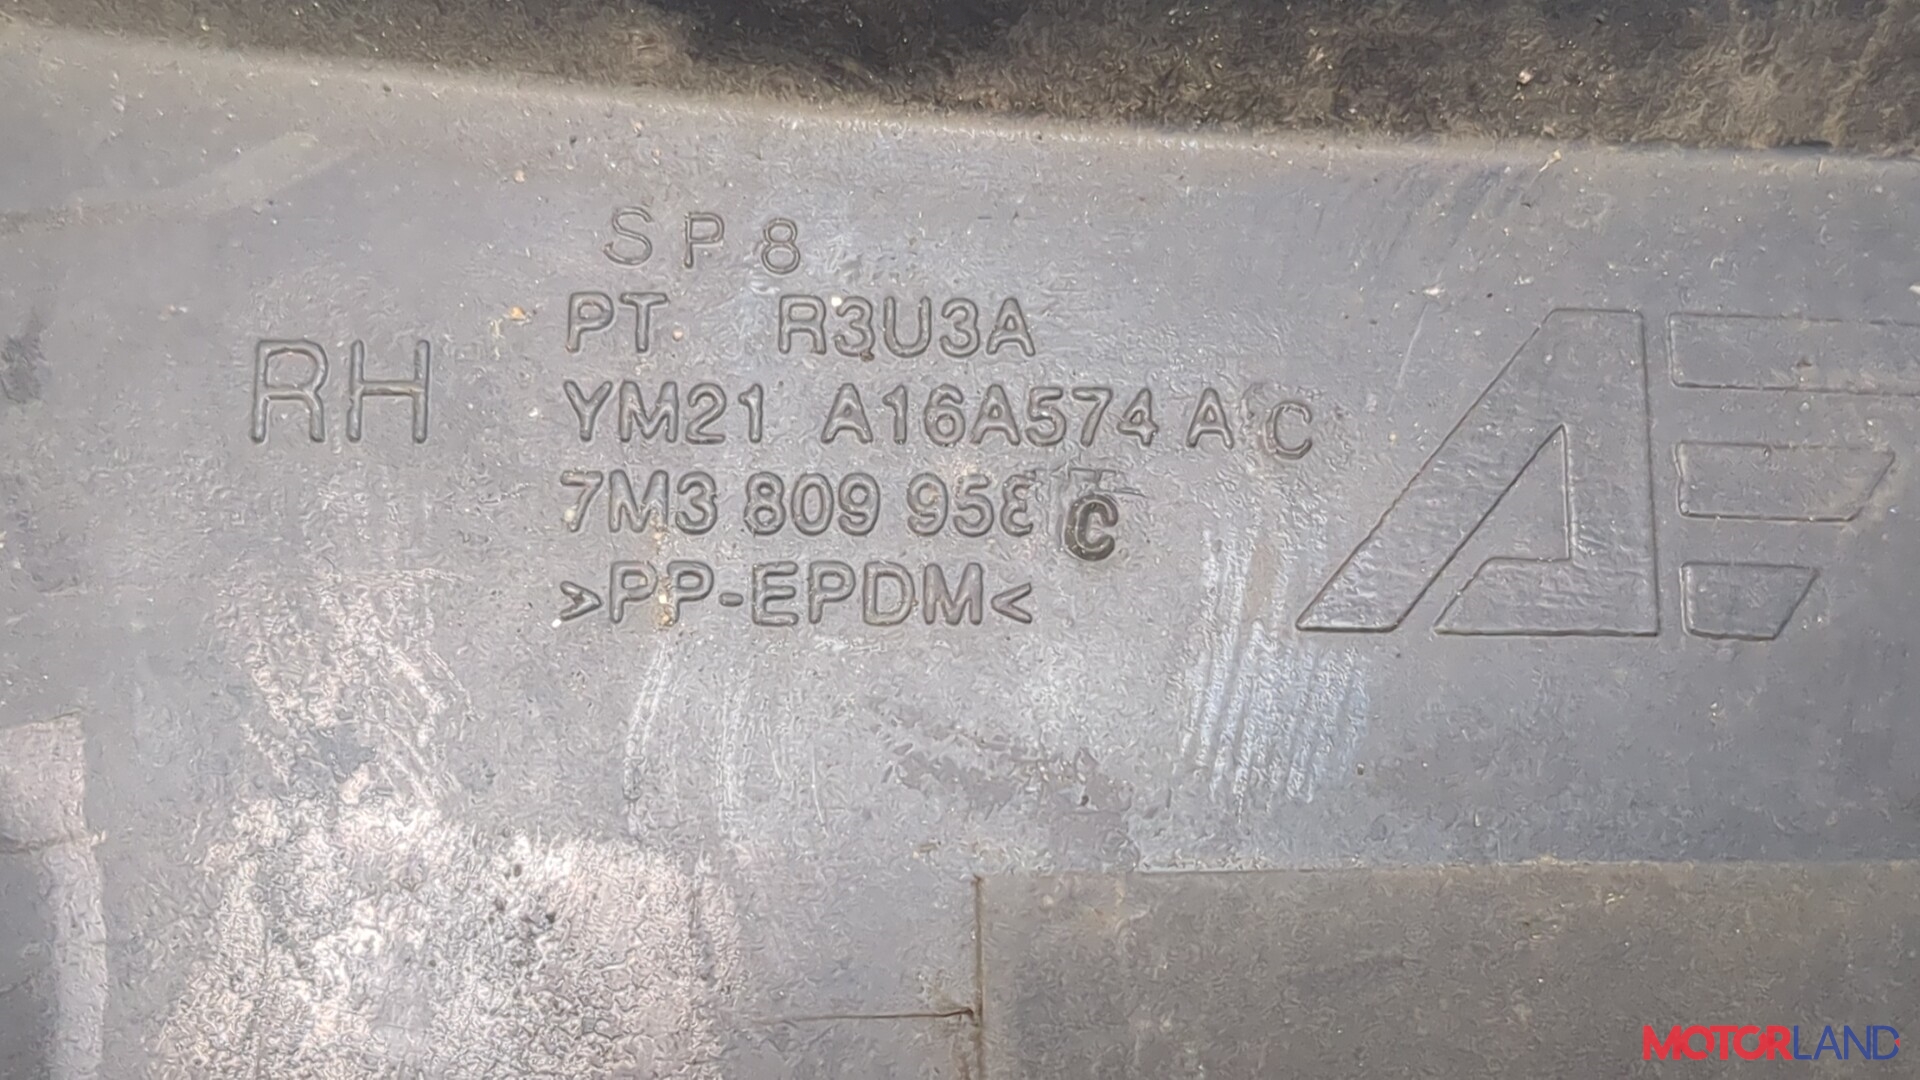 SP8
PT R3U3A
RH
YM21 A16A574 AC
7M3 809 958 C
>PP-EPDM<
MOTORLAND